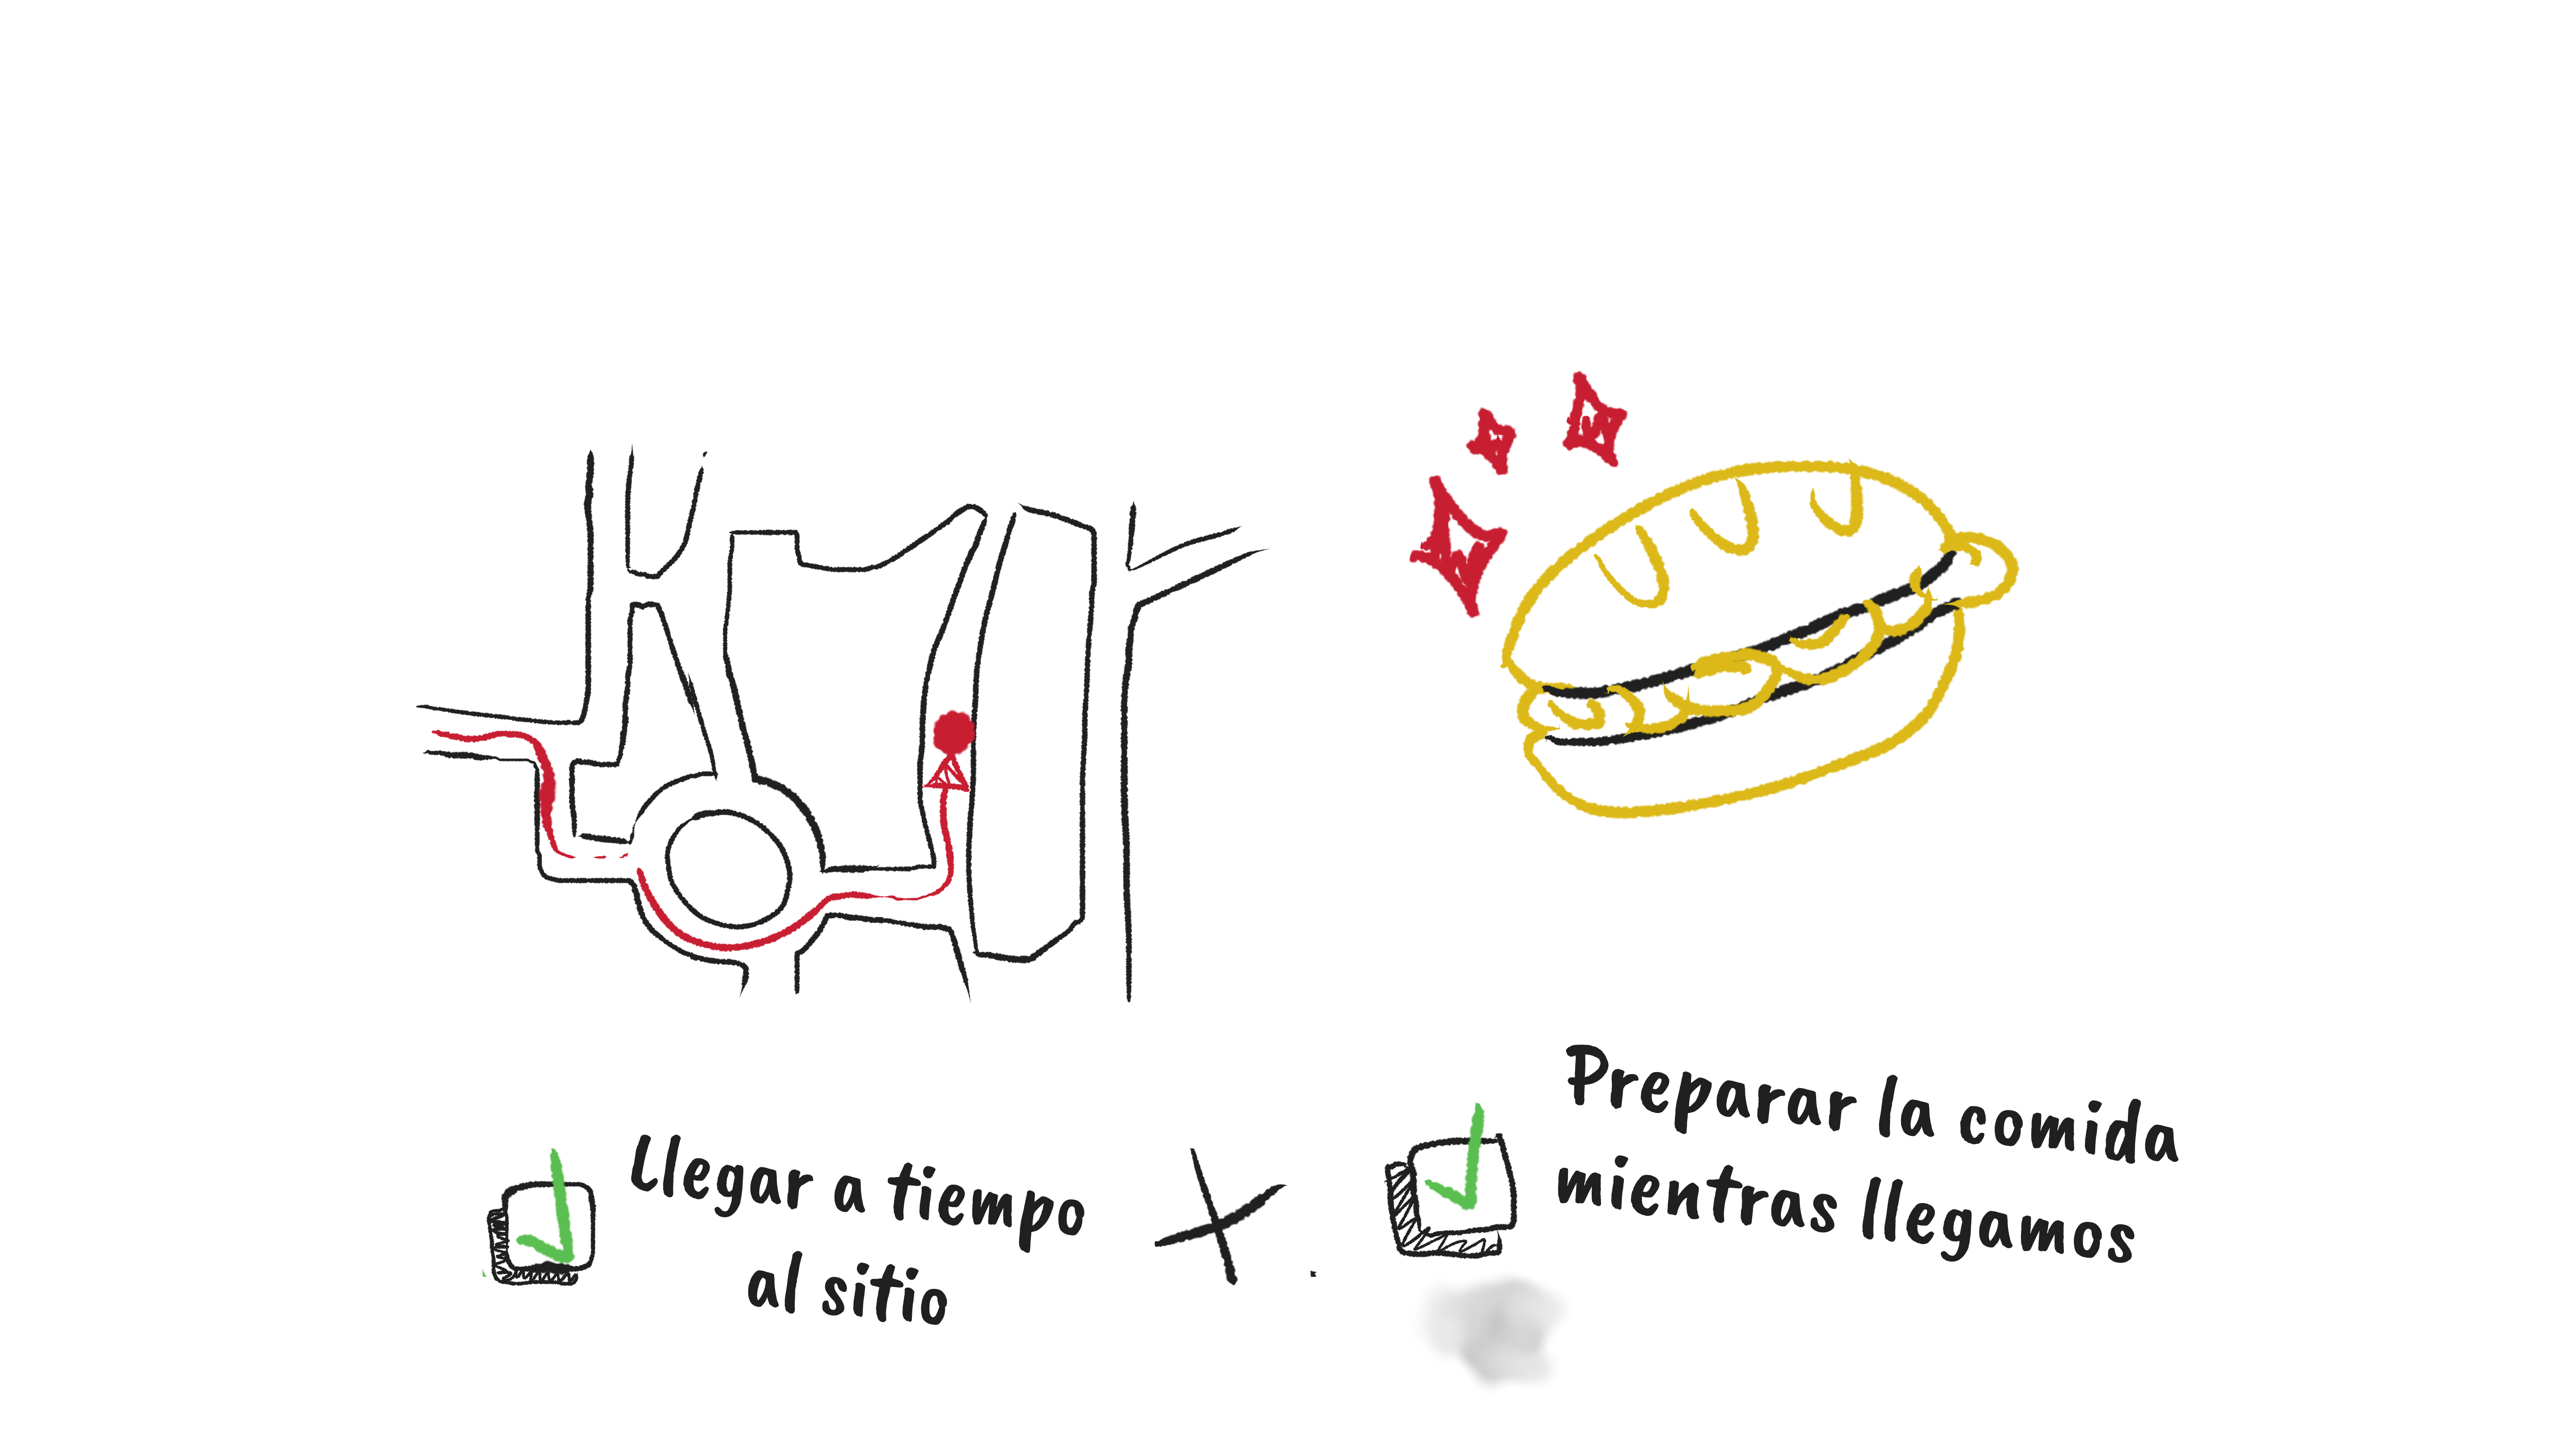 Llegar a tiempo
al sitio
Preparar la comida
mientras llegamos